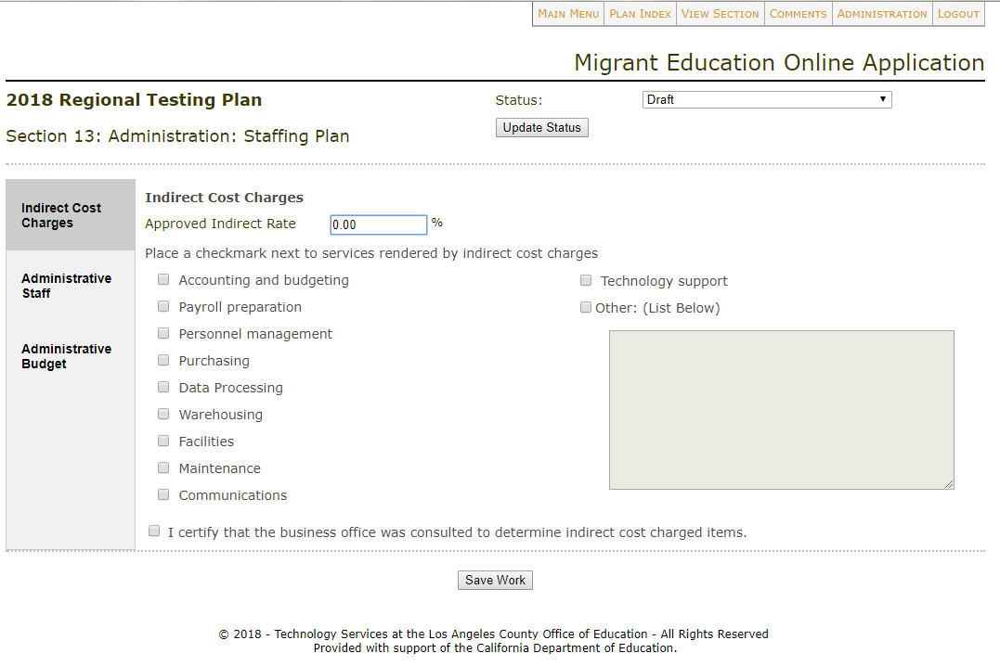 Main Menu Plan Index View Section Comments Administration Logout
Migrant Education Online Application
2018 Regional Testing Plan
Status: Draft
Update Status
Section 13: Administration: Staffing Plan
Indirect Cost
Charges
Administrative
Staff
Administrative
Budget
Indirect Cost Charges
Approved Indirect Rate 0.00 %
Place a checkmark next to services rendered by indirect cost charges
Accounting and budgeting
Payroll preparation
Personnel management
Purchasing
Data Processing
Warehousing
Facilities
Maintenance
Communications
Technology support
Other: (List Below)
I certify that the business office was consulted to determine indirect cost charged items.
Save Work
© 2018 - Technology Services at the Los Angeles County Office of Education - All Rights Reserved
Provided with support of the California Department of Education.